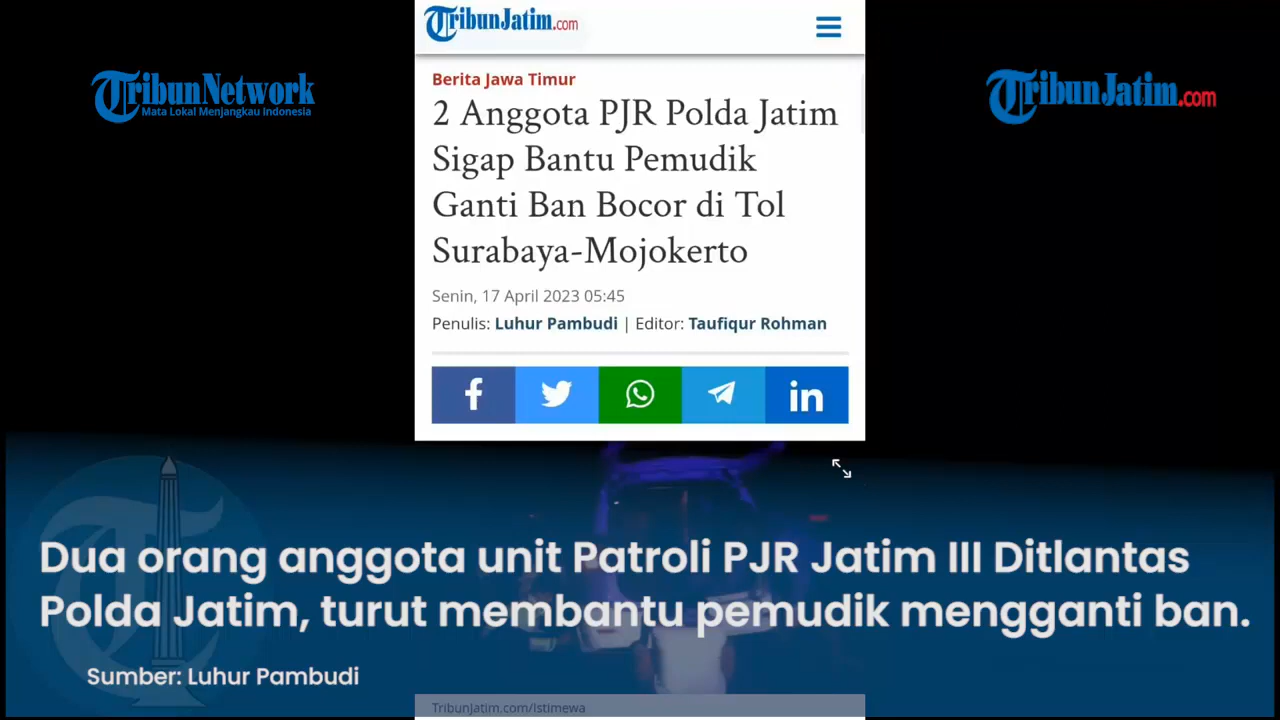 TribunJatim.com
TribunNetwork
Mata Lokal Menjangkau Indonesia
TribunJatim.com
Berita Jawa Timur
2 Anggota PJR Polda Jatim
Sigap Bantu Pemudik
Ganti Ban Bocor di Tol
Surabaya-Mojokerto
Senin, 17 April 2023 05:45
Penulis: Luhur Pambudi | Editor: Taufiqur Rohman
Dua orang anggota unit Patroli PJR Jatim III Ditlantas
Polda Jatim, turut membantu pemudik mengganti ban.
Sumber: Luhur Pambudi
TribunJatim.com/Istimewa